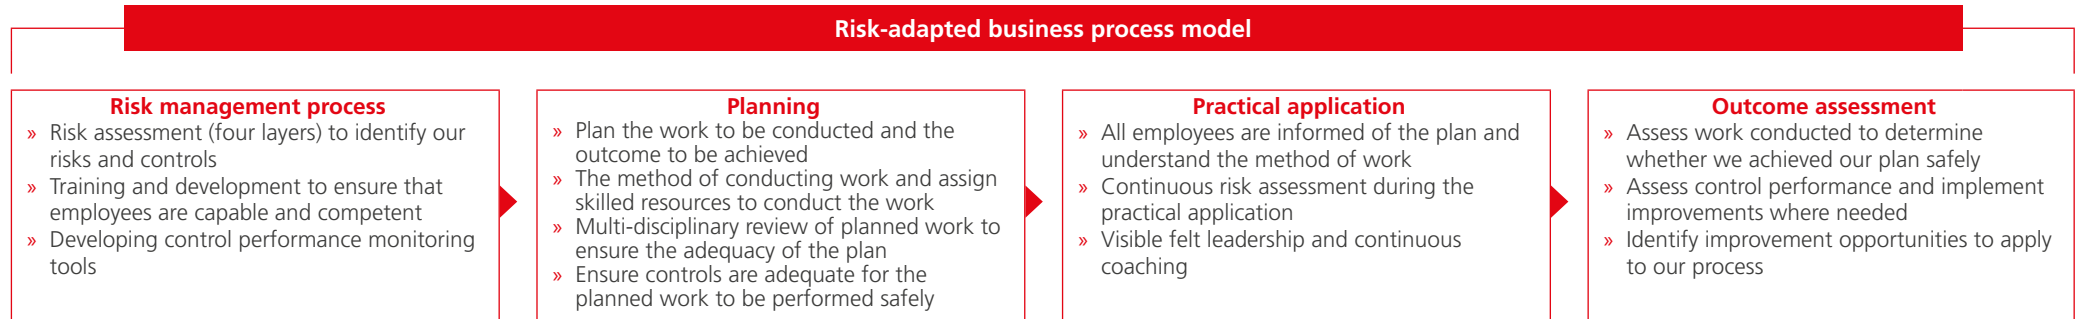 Risk-adapted business process model
Risk management process
» Risk assessment (four layers) to identify our
risks and controls
» Training and development to ensure that
employees are capable and competent
» Developing control performance monitoring
tools
Planning
» Plan the work to be conducted and the
outcome to be achieved
» The method of conducting work and assign
skilled resources to conduct the work
» Multi-disciplinary review of planned work to
ensure the adequacy of the plan
» Ensure controls are adequate for the
planned work to be performed safely
Practical application
» All employees are informed of the plan and
understand the method of work
» Continuous risk assessment during the
practical application
» Visible felt leadership and continuous
coaching
Outcome assessment
» Assess work conducted to determine
whether we achieved our plan safely
» Assess control performance and implement
improvements where needed
» Identify improvement opportunities to apply
to our process